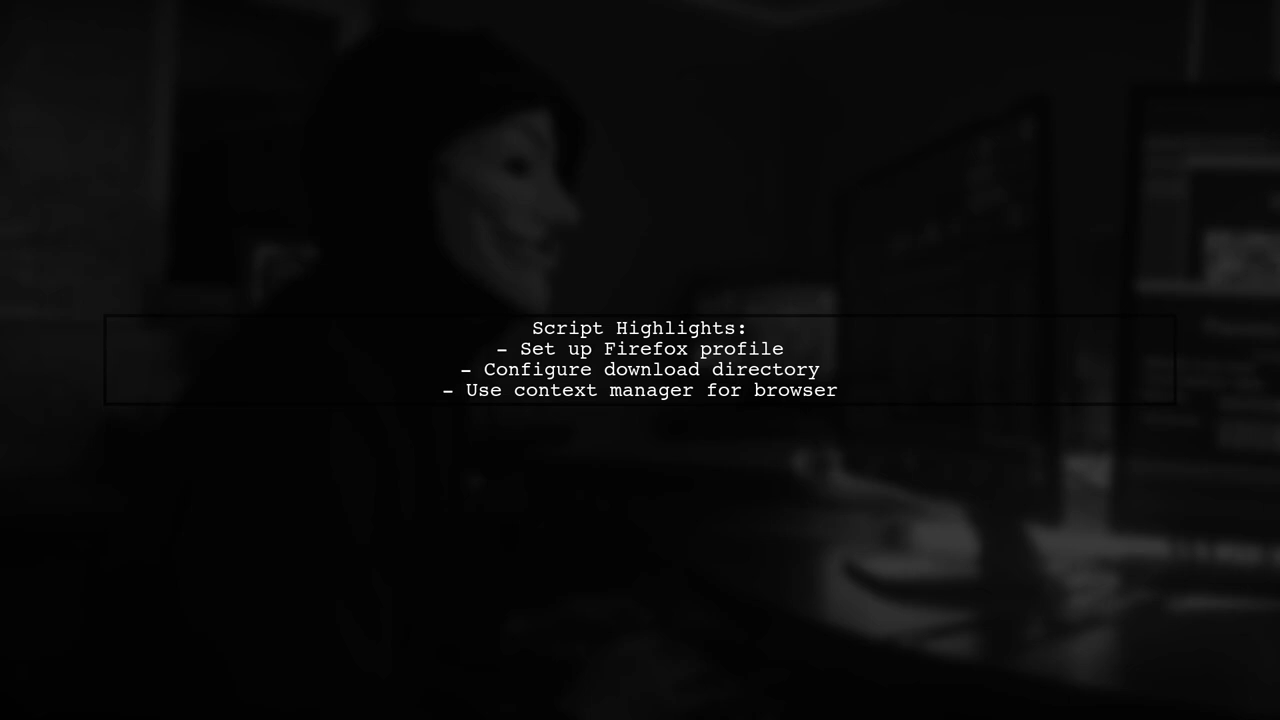 Script Highlights:
- Set up Firefox profile
- Configure download directory
- Use context manager for browser